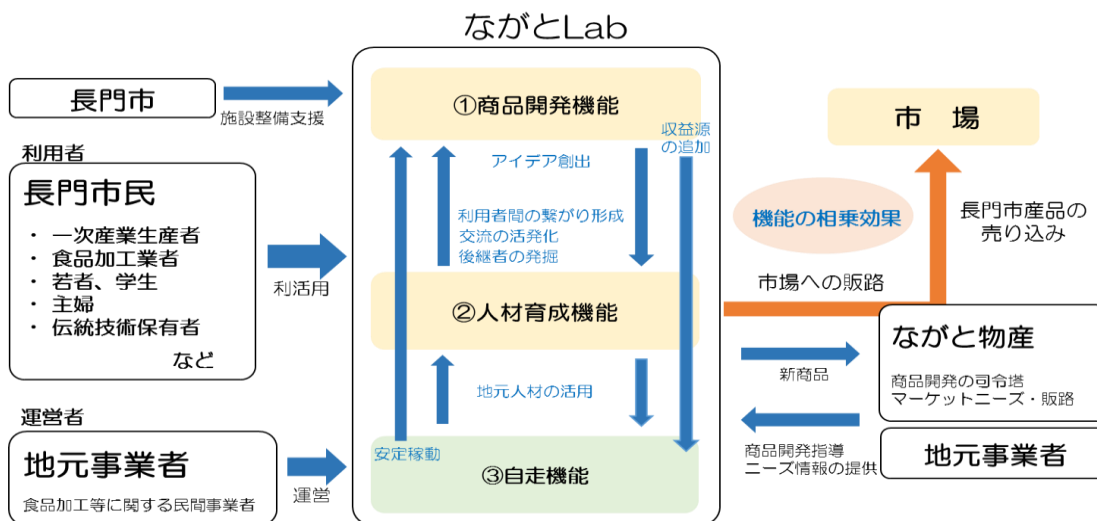 ながとLab
長門市
施設整備支援
利用者
長門市民
・ 一次産業生産者
・ 食品加工業者
・ 若者、学生
・ 主婦
・ 伝統技術保有者
など
利活用
運営者
地元事業者
食品加工等に関する民間事業者
運営
①商品開発機能
収益源
の追加
アイデア創出
利用者間の繋がり形成
交流の活発化
後継者の発掘
②人材育成機能
地元人材の活用
安定稼動
③自走機能
市 場
機能の相乗効果
長門市産品の
売り込み
市場への販路
ながと物産
商品開発の司令塔
マーケットニーズ・販路
新商品
商品開発指導
ニーズ情報の提供
地元事業者